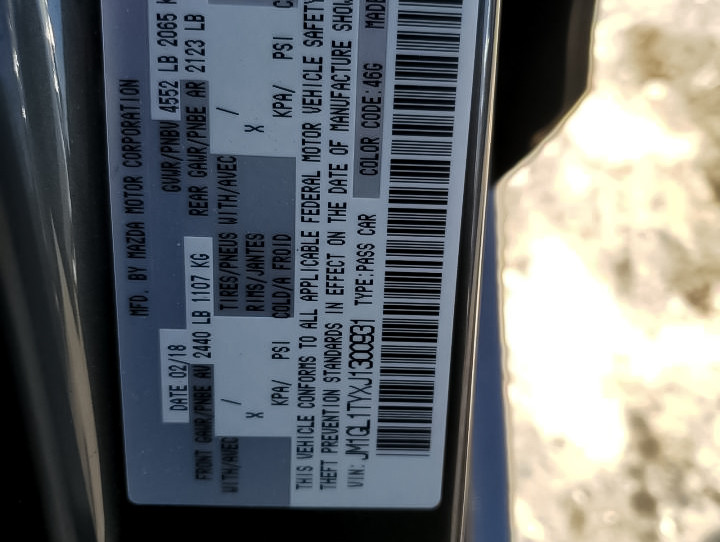 MFD. BY MAZDA MOTOR CORPORATION
DATE 02/18 GVWR/PNBV 4552 LB 2065
FRONT GAWR/PNBE AV 2440 LB 1107 KG REAR GAWR/PNBE AR 2123 LB
WITH/AVEC / TIRES/PNEUS WITH/AVEC /
X RIMS/JANTES X
KPA/ PSI COLD/A FROID KPA/ PSI
THIS VEHICLE CONFORMS TO ALL APPLICABLE FEDERAL MOTOR VEHICLE SAFETY
THEFT PREVENTION STANDARDS IN EFFECT ON THE DATE OF MANUFACTURE SHOW
VIN: JM1GL1TYXJ1300931 TYPE:PASS CAR COLOR CODE: 46G MADE